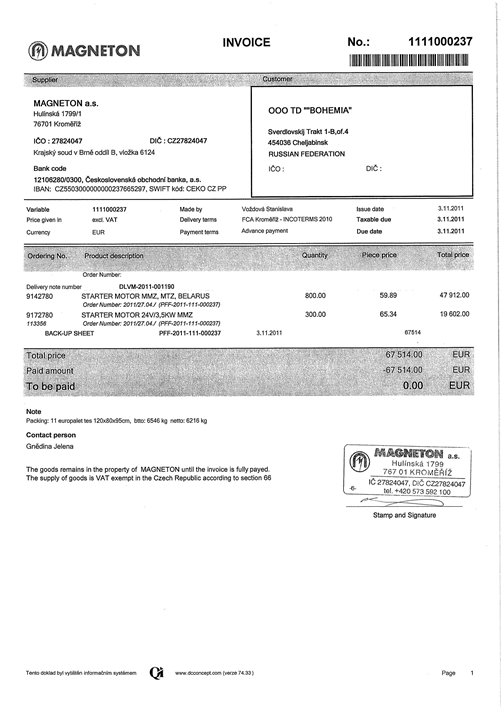 MAGNETON
INVOICE
No.: 1111000237
Supplier
Customer
MAGNETON a.s.
Hulínská 1799/1
76701 Kroměříž
IČO : 27824047 DIČ : CZ27824047
Krajský soud v Brně oddíl B, vložka 6124
Bank code
12106280/0300, Československá obchodní banka, a.s.
IBAN: CZ5503000000000237665297, SWIFT kód: CEKO CZ PP
OOO TD ""BOHEMIA"
Sverdlovskij Trakt 1-B,of.4
454036 Cheljabinsk
RUSSIAN FEDERATION
IČO : DIČ :
Variable 1111000237 Made by Voždová Stanislava Issue date 3.11.2011
Price given in excl. VAT Delivery terms FCA Kroměříž - INCOTERMS 2010 Taxable due 3.11.2011
Currency EUR Payment terms Advance payment Due date 3.11.2011
Ordering No. Product description Quantity Piece price Total price
Order Number:
Delivery note number DLVM-2011-001190
9142780 STARTER MOTOR MMZ, MTZ, BELARUS 800.00 59.89 47 912.00
Order Number: 2011/27.04./ (PFF-2011-111-000237)
9172780 STARTER MOTOR 24V/3,5KW MMZ 300.00 65.34 19 602.00
113356 Order Number: 2011/27.04./ (PFF-2011-111-000237)
BACK-UP SHEET PFF-2011-111-000237 3.11.2011 67514
Total price 67 514.00 EUR
Paid amount -67 514.00 EUR
To be paid 0.00 EUR
Note
Packing: 11 europalet tes 120x80x95cm, btto: 6546 kg netto: 6216 kg
Contact person
Gnědina Jelena
The goods remains in the property of MAGNETON until the invoice is fully payed.
The supply of goods is VAT exempt in the Czech Republic according to section 66
MAGNETON a.s.
Hulínská 1799
767 01 KROMĚŘÍŽ
IČ 27824047, DIČ CZ27824047
-6- tel. +420 573 592 100
Stamp and Signature
Tento doklad byl vytištěn informačním systémem QI www.dcconcept.com (verze 74.33 ) Page 1